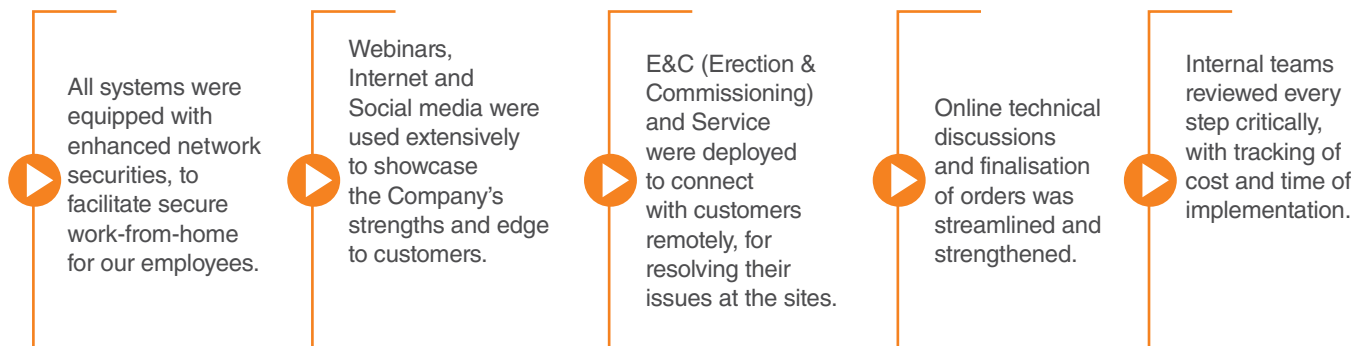 All systems were
equipped with
enhanced network
securities, to
facilitate secure
work-from-home
for our employees.
Webinars,
Internet and
Social media were
used extensively
to showcase
the Company’s
strengths and edge
to customers.
E&C (Erection &
Commissioning)
and Service
were deployed
to connect
with customers
remotely, for
resolving their
issues at the sites.
Online technical
discussions
and finalisation
of orders was
streamlined and
strengthened.
Internal teams
reviewed every
step critically,
with tracking of
cost and time of
implementation.